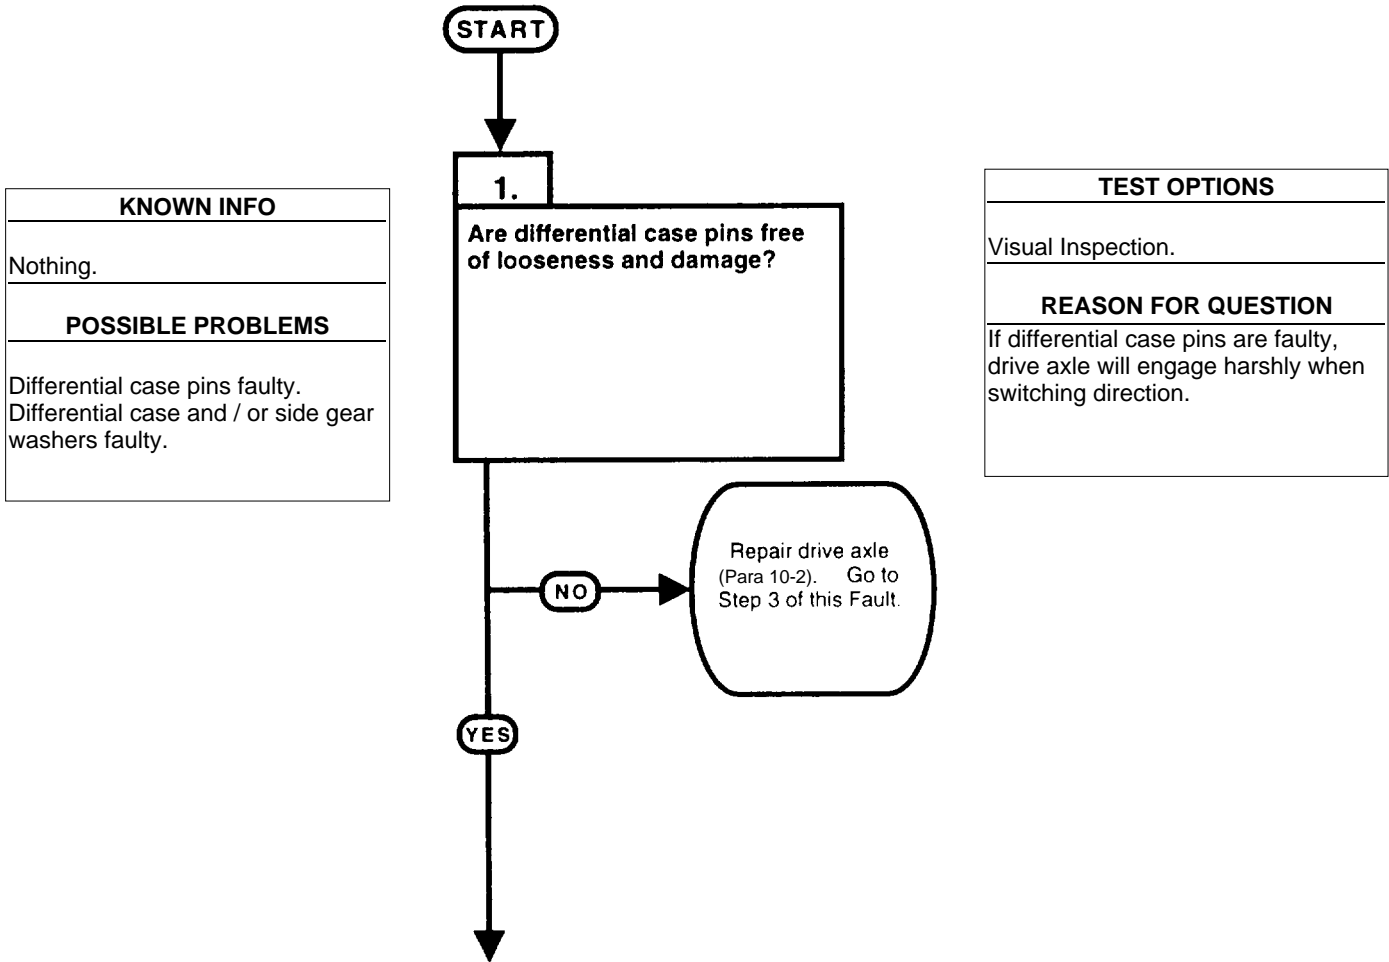 START
1.
Are differential case pins free
of looseness and damage?
KNOWN INFO
Nothing.
POSSIBLE PROBLEMS
Differential case pins faulty.
Differential case and / or side gear
washers faulty.
TEST OPTIONS
Visual Inspection.
REASON FOR QUESTION
If differential case pins are faulty,
drive axle will engage harshly when
switching direction.
NO
Repair drive axle
(Para 10-2). Go to
Step 3 of this Fault.
YES